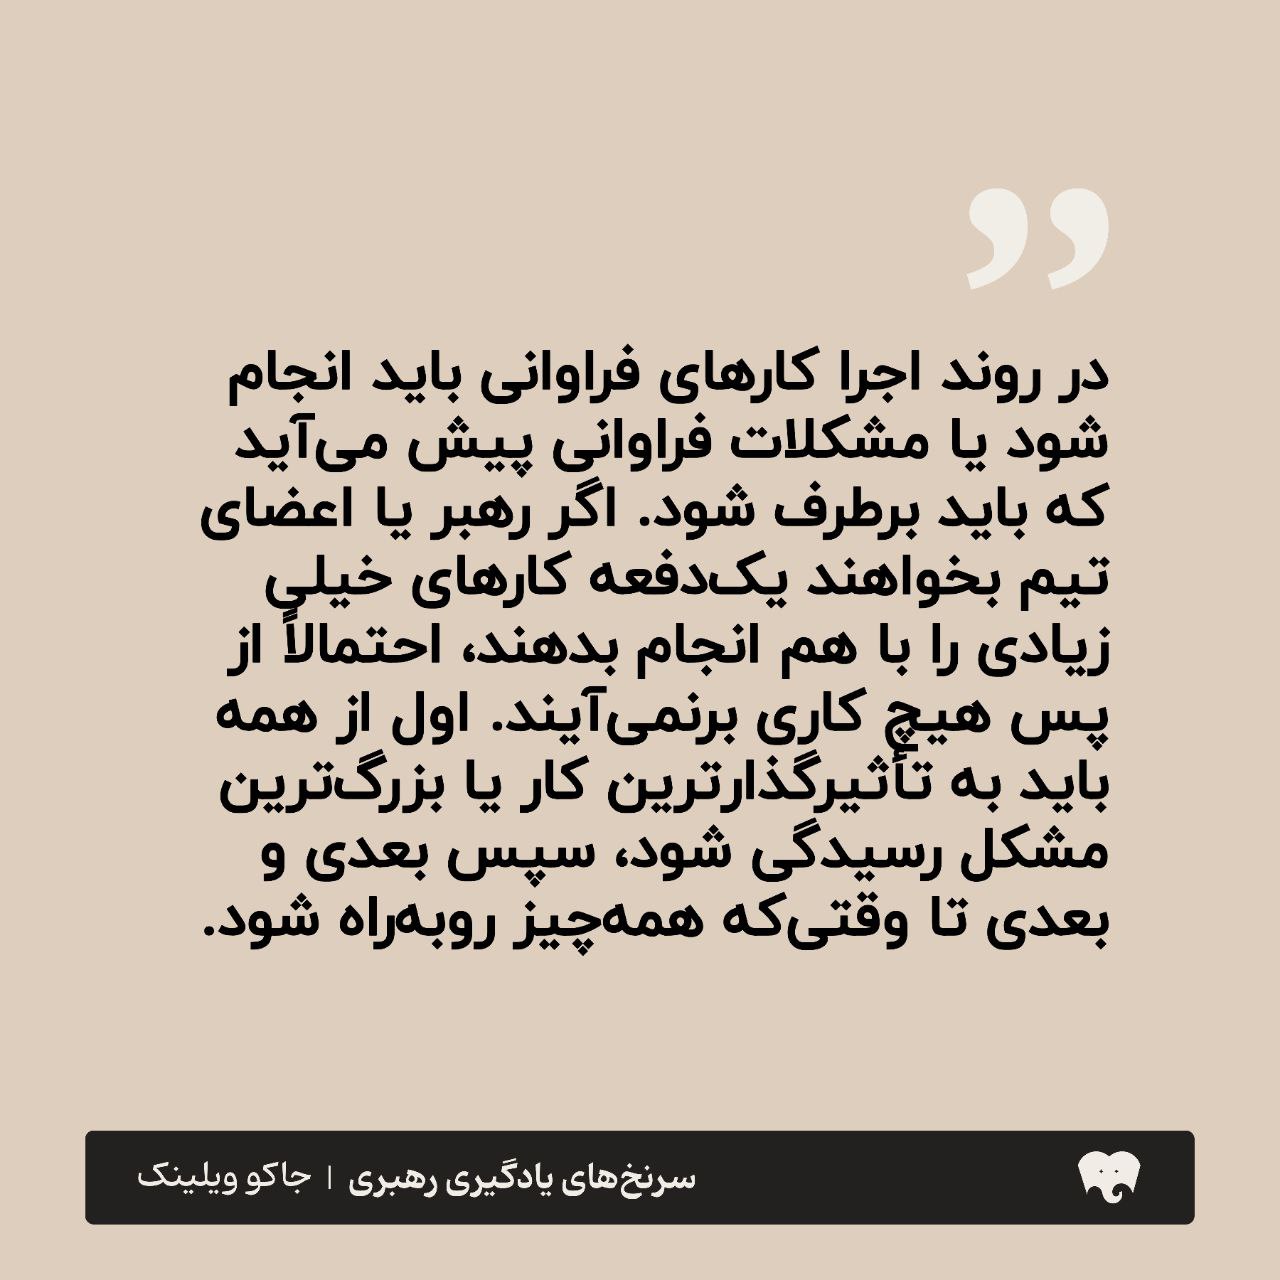 در روند اجرا کارهای فراوانی باید انجام
شود یا مشکلات فراوانی پیش می‌آید
که باید برطرف شود. اگر رهبر یا اعضای
تیم بخواهند یک‌دفعه کارهای خیلی
زیادی را با هم انجام بدهند، احتمالاً از
پس هیچ کاری برنمی‌آیند. اول از همه
باید به تأثیرگذارترین کار یا بزرگ‌ترین
مشکل رسیدگی شود، سپس بعدی و
بعدی تا وقتی‌که همه‌چیز روبه‌راه شود.
سرنخ‌های یادگیری رهبری | جاکو ویلینک